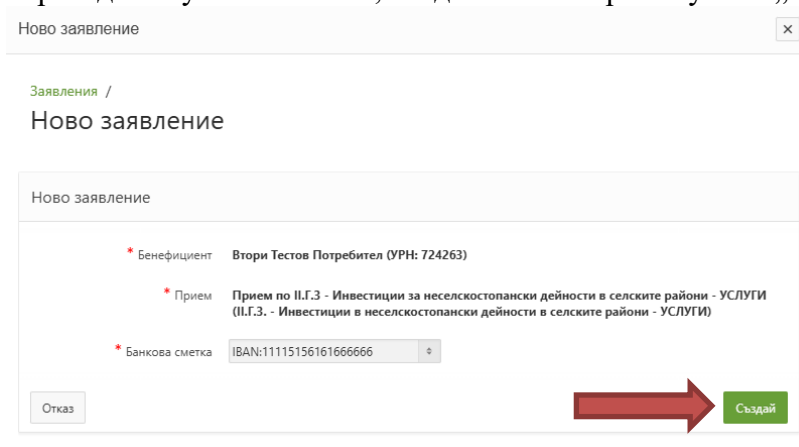 Ново заявление
Заявления /
Ново заявление
Ново заявление
* Бенефициент Втори Тестов Потребител (УРН: 724263)
* Прием Прием по II.Г.3 - Инвестиции за неселскостопански дейности в селските райони - УСЛУГИ
(II.Г.3. - Инвестиции в неселскостопански дейности в селските райони - УСЛУГИ)
* Банкова сметка IBAN:11115156161666666
Отказ Създай